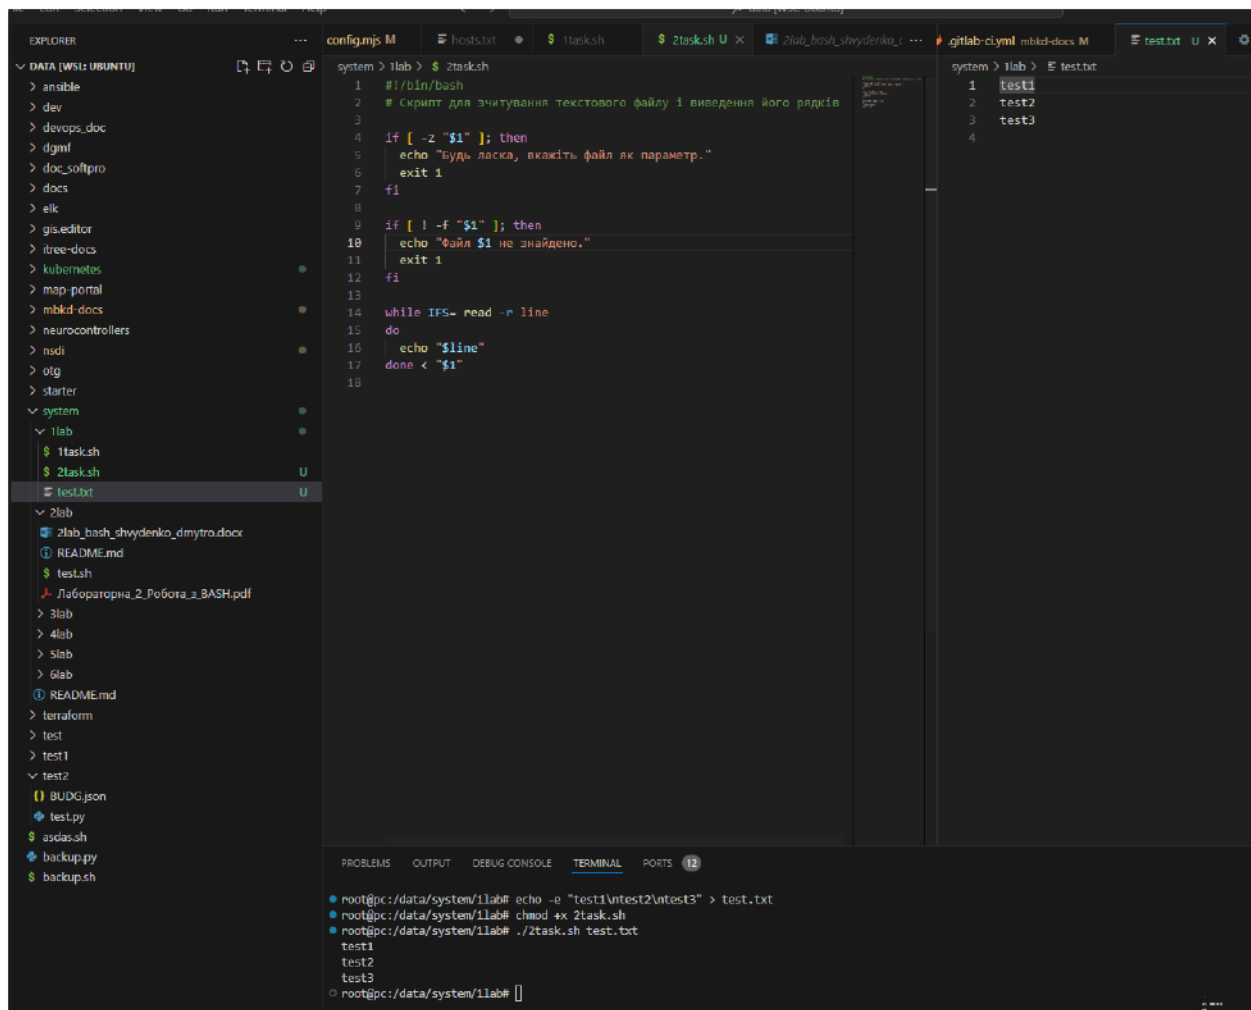 EXPLORER
DATA [WSL: UBUNTU]
ansible
dev
devops_doc
dgmf
doc_softpro
docs
elk
gis.editor
itree-docs
kubernetes
map-portal
mbkd-docs
neurocontrollers
nsdi
otg
starter
system
1lab
1task.sh
2task.sh U
test.txt U
2lab
2lab_bash_shvydenko_dmytro.docx
README.md
test.sh
Лабораторна_2_Робота_з_BASH.pdf
3lab
4lab
5lab
6lab
README.md
terraform
test
test1
test2
BUDG.json
test.py
asdas.sh
backup.py
backup.sh
config.mjs M hosts.txt 1task.sh 2task.sh U 2lab_bash_shvydenko_c
system > 1lab > $ 2task.sh
1 #!/bin/bash
2 # Скрипт для зчитування текстового файлу і виведення його рядків
3
4 if [ -z "$1" ]; then
5 echo "Будь ласка, вкажіть файл як параметр."
6 exit 1
7 fi
8
9 if [ ! -f "$1" ]; then
10 echo "Файл $1 не знайдено."
11 exit 1
12 fi
13
14 while IFS= read -r line
15 do
16 echo "$line"
17 done < "$1"
18
.gitlab-ci.yml mbkd-docs M test.txt U
system > 1lab > test.txt
1 test1
2 test2
3 test3
4
PROBLEMS OUTPUT DEBUG CONSOLE TERMINAL PORTS 12
root@pc:/data/system/1lab# echo -e "test1\ntest2\ntest3" > test.txt
root@pc:/data/system/1lab# chmod +x 2task.sh
root@pc:/data/system/1lab# ./2task.sh test.txt
test1
test2
test3
root@pc:/data/system/1lab#